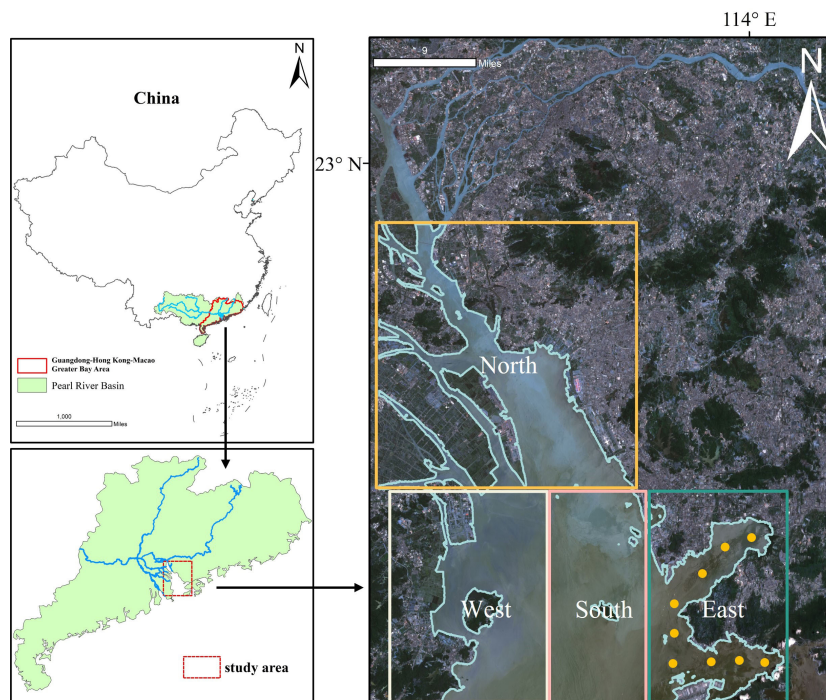 N
China
Guangdong-Hong Kong-Macao
Greater Bay Area
Pearl River Basin
1,000
Miles
study area
114° E
23° N
9
Miles
N
North
West
South
East